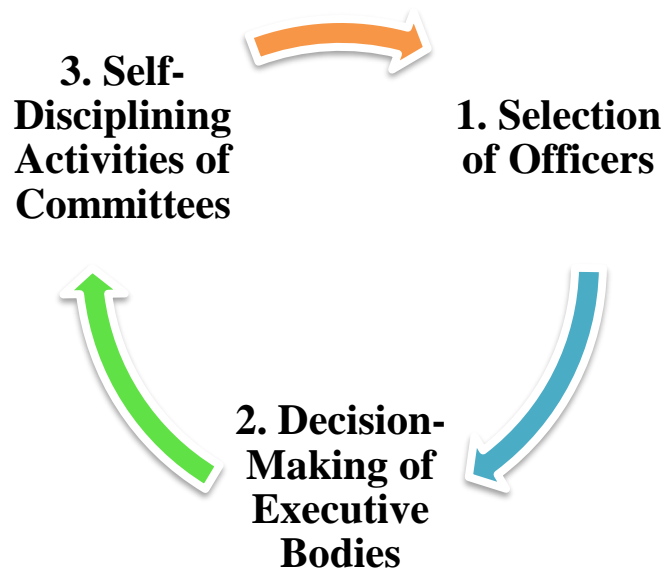 3. Self-
Disciplining
Activities of
Committees
1. Selection
of Officers
2. Decision-
Making of
Executive
Bodies